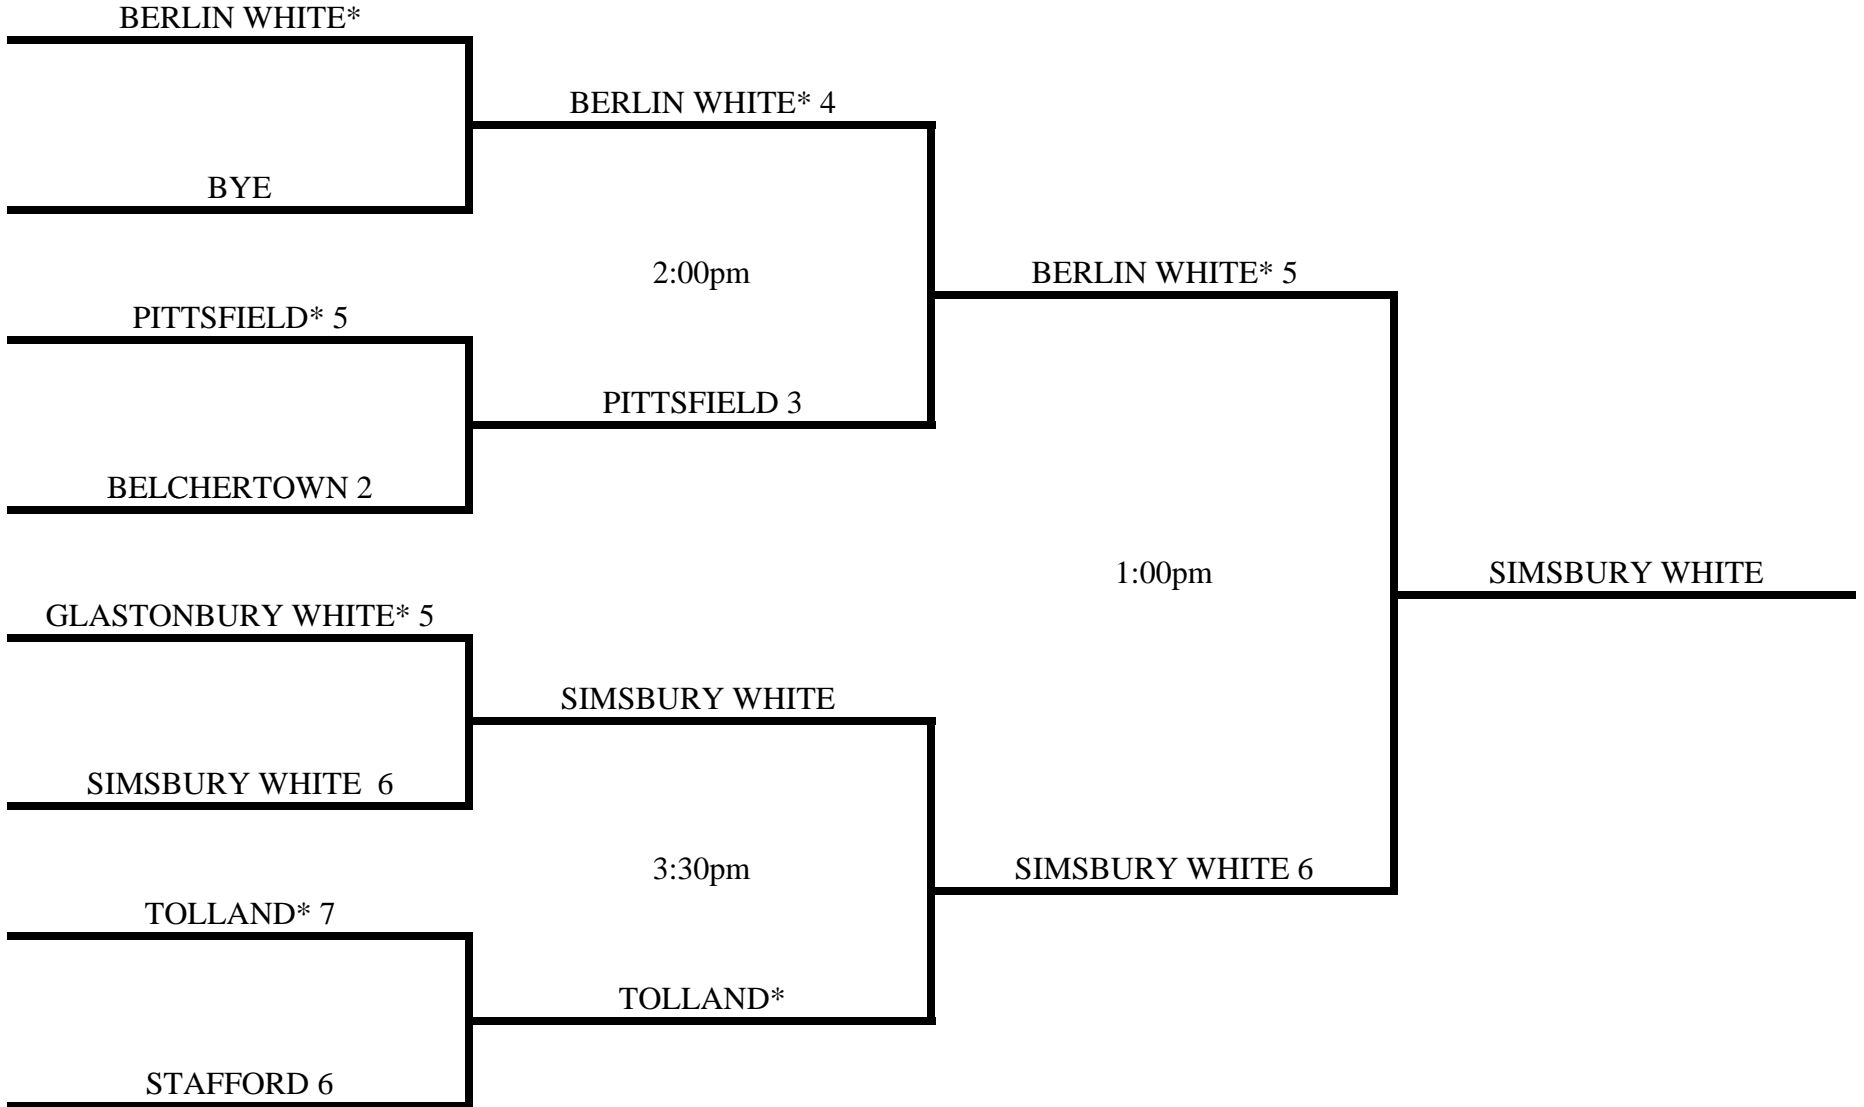 BERLIN WHITE*
BERLIN WHITE* 4
BYE
2:00pm
BERLIN WHITE* 5
PITTSFIELD* 5
PITTSFIELD 3
BELCHERTOWN 2
1:00pm
SIMSBURY WHITE
GLASTONBURY WHITE* 5
SIMSBURY WHITE
SIMSBURY WHITE  6
3:30pm
SIMSBURY WHITE 6
TOLLAND* 7
TOLLAND*
STAFFORD 6